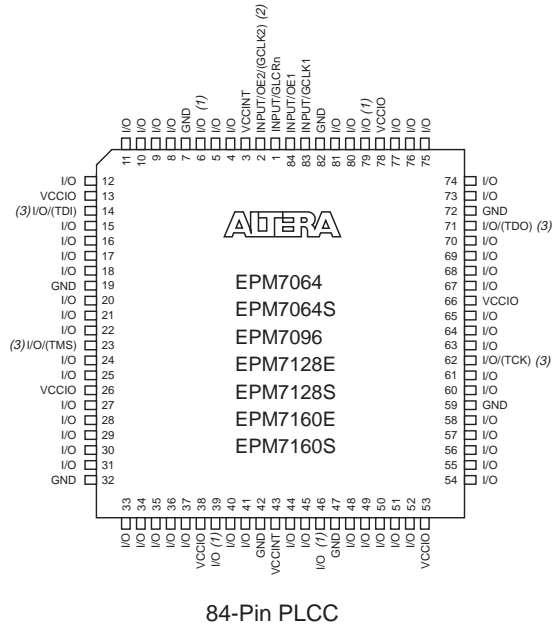 I/O
I/O
I/O
I/O
GND
I/O (1)
I/O
I/O
VCCINT
INPUT/OE2/(GCLK2) (2)
INPUT/GLCRn
INPUT/OE1
INPUT/GCLK1
GND
I/O
I/O
I/O (1)
VCCIO
I/O
I/O
I/O
11
10
9
8
7
6
5
4
3
2
1
84
83
82
81
80
79
78
77
76
75
I/O 12
VCCIO 13
(3) I/O/(TDI) 14
I/O 15
I/O 16
I/O 17
I/O 18
GND 19
I/O 20
I/O 21
I/O 22
(3) I/O/(TMS) 23
I/O 24
I/O 25
VCCIO 26
I/O 27
I/O 28
I/O 29
I/O 30
I/O 31
GND 32
ALTERA
EPM7064
EPM7064S
EPM7096
EPM7128E
EPM7128S
EPM7160E
EPM7160S
74 I/O
73 I/O
72 GND
71 I/O/(TDO) (3)
70 I/O
69 I/O
68 I/O
67 I/O
66 VCCIO
65 I/O
64 I/O
63 I/O
62 I/O/(TCK) (3)
61 I/O
60 I/O
59 GND
58 I/O
57 I/O
56 I/O
55 I/O
54 I/O
33
34
35
36
37
38
39
40
41
42
43
44
45
46
47
48
49
50
51
52
53
I/O
I/O
I/O
I/O
I/O
VCCIO
I/O (1)
I/O
I/O
GND
VCCINT
I/O
I/O
I/O (1)
GND
I/O
I/O
I/O
I/O
I/O
VCCIO
84-Pin PLCC